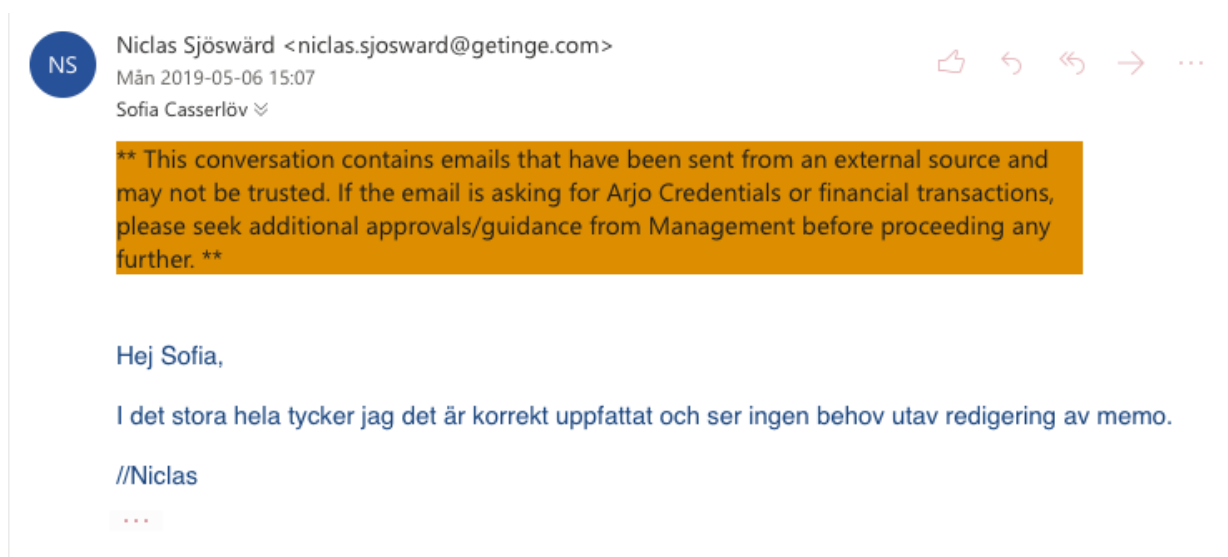 NS
Niclas Sjöswärd <niclas.sjosward@getinge.com>
Mån 2019-05-06 15:07
Sofia Casserlöv
** This conversation contains emails that have been sent from an external source and
may not be trusted. If the email is asking for Arjo Credentials or financial transactions,
please seek additional approvals/guidance from Management before proceeding any
further. **
Hej Sofia,
I det stora hela tycker jag det är korrekt uppfattat och ser ingen behov utav redigering av memo.
//Niclas